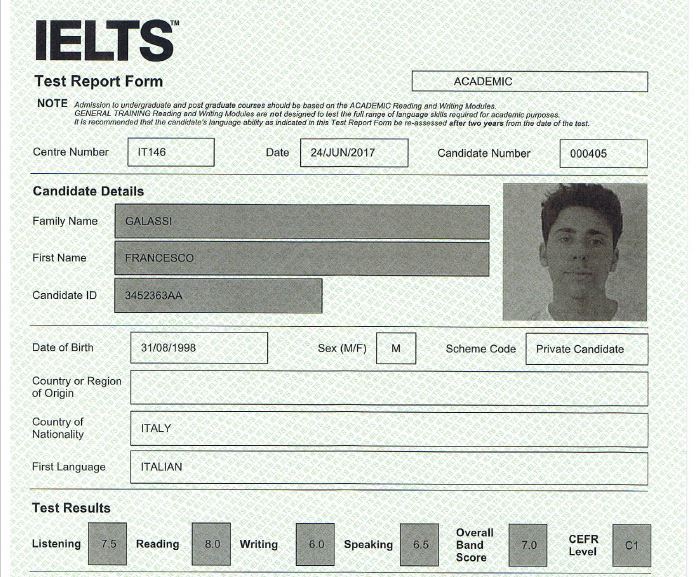 IELTS™
Test Report Form
ACADEMIC
NOTE Admission to undergraduate and post graduate courses should be based on the ACADEMIC Reading and Writing Modules.
GENERAL TRAINING Reading and Writing Modules are not designed to test the full range of language skills required for academic purposes.
It is recommended that the candidate's language ability as indicated in this Test Report Form be re-assessed after two years from the date of the test.
Centre Number IT146 Date 24/JUN/2017 Candidate Number 000405
Candidate Details
Family Name GALASSI
First Name FRANCESCO
Candidate ID 3452363AA
Date of Birth 31/08/1998 Sex (M/F) M Scheme Code Private Candidate
Country or Region
of Origin
Country of
Nationality ITALY
First Language ITALIAN
Test Results
Listening 7.5 Reading 8.0 Writing 6.0 Speaking 6.5 Overall Band Score 7.0 CEFR Level C1